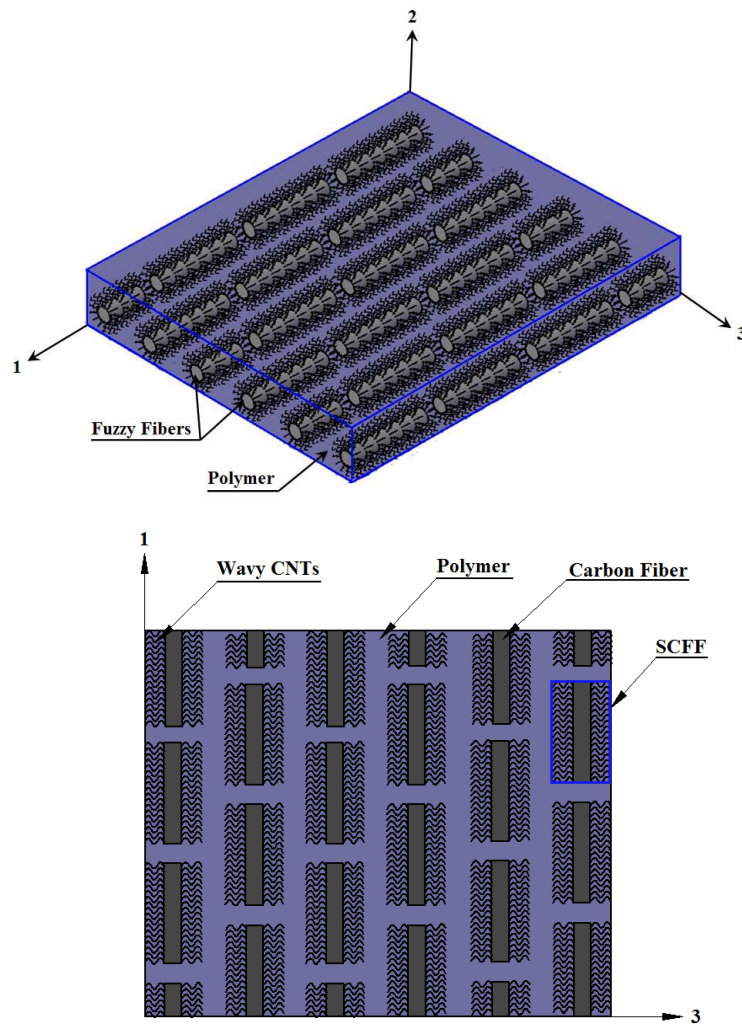 2
1
3
Fuzzy Fibers
Polymer
1
Wavy CNTs
Polymer
Carbon Fiber
SCFF
3